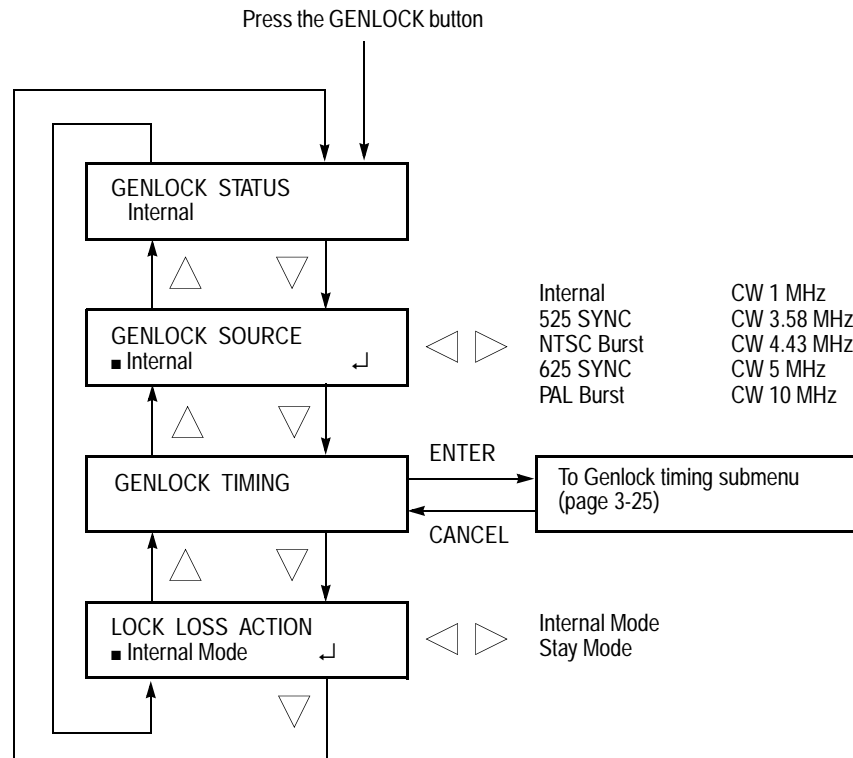 Press the GENLOCK button
GENLOCK STATUS
Internal
GENLOCK SOURCE
■ Internal ↵
Internal CW 1 MHz
525 SYNC CW 3.58 MHz
NTSC Burst CW 4.43 MHz
625 SYNC CW 5 MHz
PAL Burst CW 10 MHz
GENLOCK TIMING
ENTER
CANCEL
To Genlock timing submenu
(page 3-25)
LOCK LOSS ACTION
■ Internal Mode ↵
Internal Mode
Stay Mode